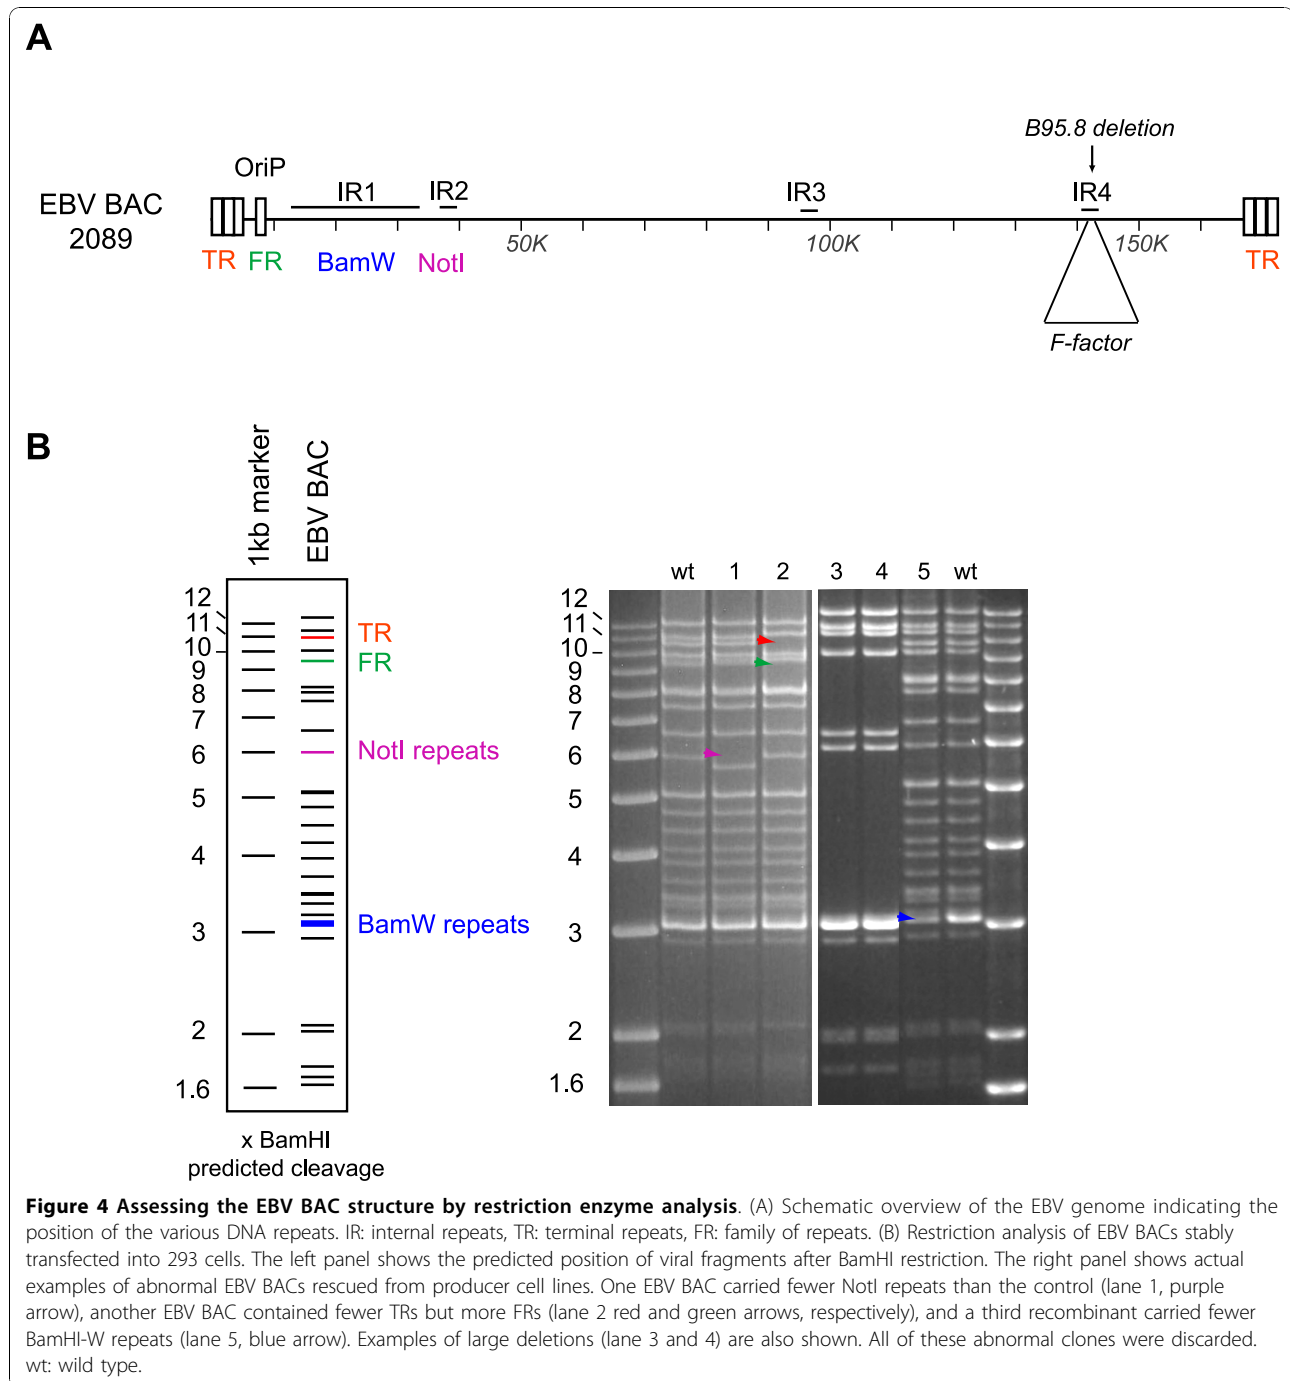 A
B95.8 deletion
OriP
IR1
IR2
IR3
IR4
EBV BAC
2089
50K
100K
150K
TR
FR
BamW
NotI
TR
F-factor
B
1kb marker
EBV BAC
12
11
10
9
8
7
6
5
4
3
2
1.6
TR
FR
NotI repeats
BamW repeats
x BamHI
predicted cleavage
wt 1 2 3 4 5 wt
12
11
10
9
8
7
6
5
4
3
2
1.6
Figure 4 Assessing the EBV BAC structure by restriction enzyme analysis. (A) Schematic overview of the EBV genome indicating the
position of the various DNA repeats. IR: internal repeats, TR: terminal repeats, FR: family of repeats. (B) Restriction analysis of EBV BACs stably
transfected into 293 cells. The left panel shows the predicted position of viral fragments after BamHI restriction. The right panel shows actual
examples of abnormal EBV BACs rescued from producer cell lines. One EBV BAC carried fewer NotI repeats than the control (lane 1, purple
arrow), another EBV BAC contained fewer TRs but more FRs (lane 2 red and green arrows, respectively), and a third recombinant carried fewer
BamHI-W repeats (lane 5, blue arrow). Examples of large deletions (lane 3 and 4) are also shown. All of these abnormal clones were discarded.
wt: wild type.